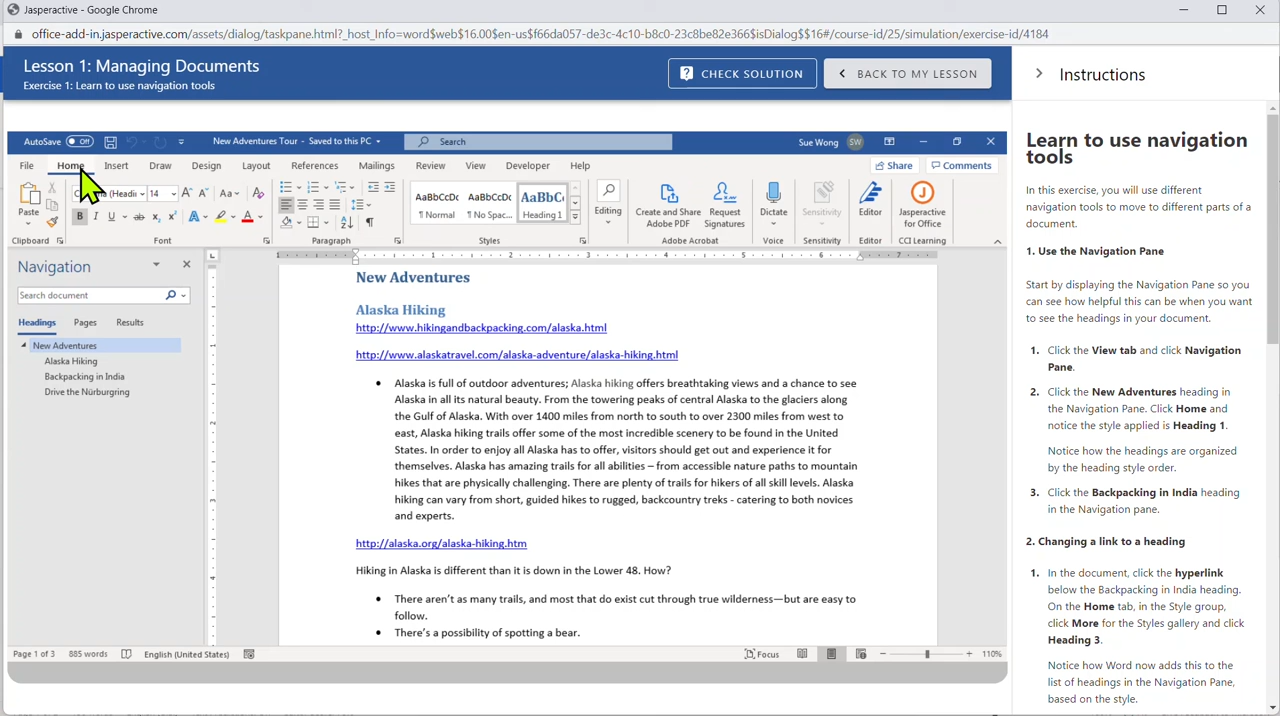 Jasperactive - Google Chrome
office-add-in.jasperactive.com/assets/dialog/taskpane.html?_host_Info=word$web$16.00$en-us$f66da057-de3c-4c10-b8c0-23c8be82e366$isDialog$$16#/course-id/25/simulation/exercise-id/4184
Lesson 1: Managing Documents
Exercise 1: Learn to use navigation tools
CHECK SOLUTION
BACK TO MY LESSON
Instructions
AutoSave Off
New Adventures Tour - Saved to this PC
Search
Sue Wong SW
File Home Insert Draw Design Layout References Mailings Review View Developer Help
Share Comments
Paste
(Headi 14
AaBbCcDc AaBbCcDc AaBbC
¶ Normal ¶ No Spac... Heading 1
Editing
Create and Share Adobe PDF
Request Signatures
Dictate
Sensitivity
Editor
Jasperactive for Office
Clipboard Font Paragraph Styles Adobe Acrobat Voice Sensitivity Editor CCI Learning
Navigation
Search document
Headings Pages Results
New Adventures
Alaska Hiking
Backpacking in India
Drive the Nürburgring
New Adventures
Alaska Hiking
http://www.hikingandbackpacking.com/alaska.html
http://www.alaskatravel.com/alaska-adventure/alaska-hiking.html
• Alaska is full of outdoor adventures; Alaska hiking offers breathtaking views and a chance to see
Alaska in all its natural beauty. From the towering peaks of central Alaska to the glaciers along
the Gulf of Alaska. With over 1400 miles from north to south to over 2300 miles from west to
east, Alaska hiking trails offer some of the most incredible scenery to be found in the United
States. In order to enjoy all Alaska has to offer, visitors should get out and experience it for
themselves. Alaska has amazing trails for all abilities – from accessible nature paths to mountain
hikes that are physically challenging. There are plenty of trails for hikers of all skill levels. Alaska
hiking can vary from short, guided hikes to rugged, backcountry treks - catering to both novices
and experts.
http://alaska.org/alaska-hiking.htm
Hiking in Alaska is different than it is down in the Lower 48. How?
• There aren't as many trails, and most that do exist cut through true wilderness—but are easy to
follow.
• There's a possibility of spotting a bear.
Page 1 of 3 885 words English (United States) Focus 110%
Learn to use navigation
tools
In this exercise, you will use different
navigation tools to move to different parts of a
document.
1. Use the Navigation Pane
Start by displaying the Navigation Pane so you
can see how helpful this can be when you want
to see the headings in your document.
1. Click the View tab and click Navigation
Pane.
2. Click the New Adventures heading in
the Navigation Pane. Click Home and
notice the style applied is Heading 1.
Notice how the headings are organized
by the heading style order.
3. Click the Backpacking in India heading
in the Navigation pane.
2. Changing a link to a heading
1. In the document, click the hyperlink
below the Backpacking in India heading.
On the Home tab, in the Style group,
click More for the Styles gallery and click
Heading 3.
Notice how Word now adds this to the
list of headings in the Navigation Pane,
based on the style.